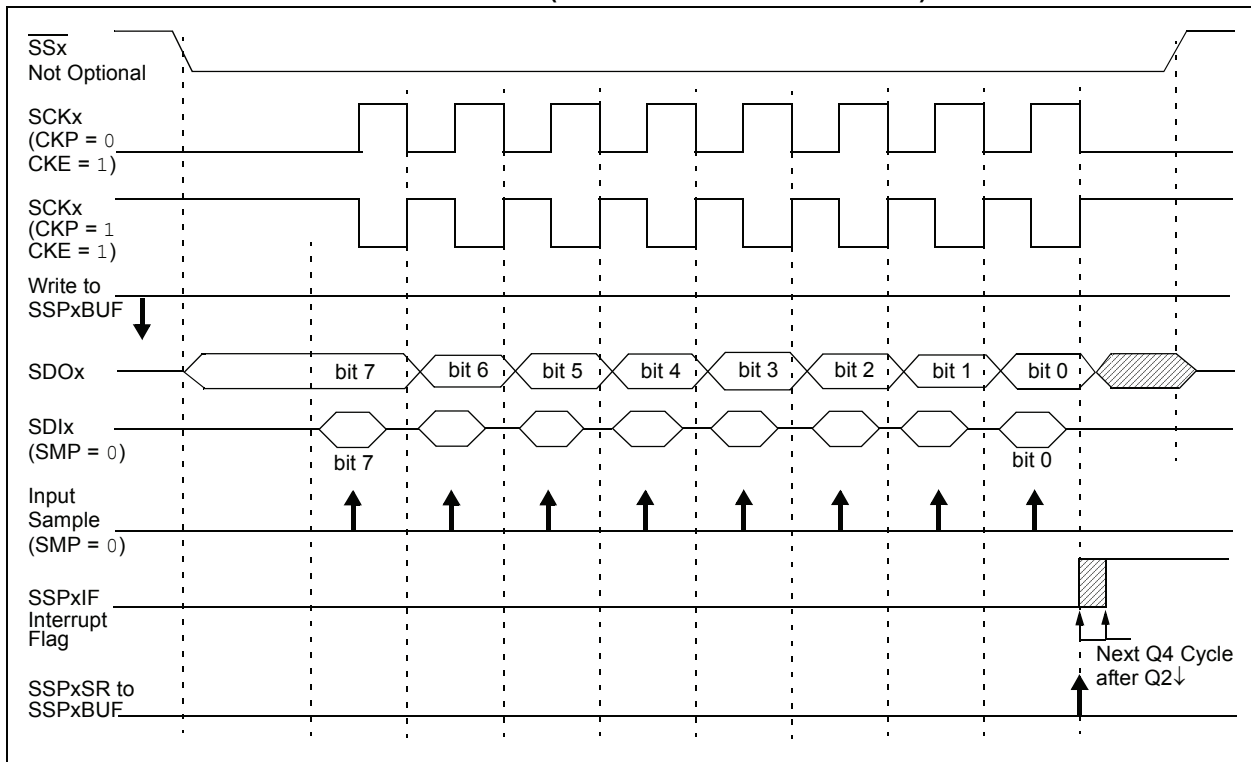 SSx
Not Optional
SCKx
(CKP = 0
CKE = 1)
SCKx
(CKP = 1
CKE = 1)
Write to
SSPxBUF
SDOx
bit 7
bit 6
bit 5
bit 4
bit 3
bit 2
bit 1
bit 0
SDIx
(SMP = 0)
bit 7
bit 0
Input
Sample
(SMP = 0)
SSPxIF
Interrupt
Flag
Next Q4 Cycle
after Q2↓
SSPxSR to
SSPxBUF